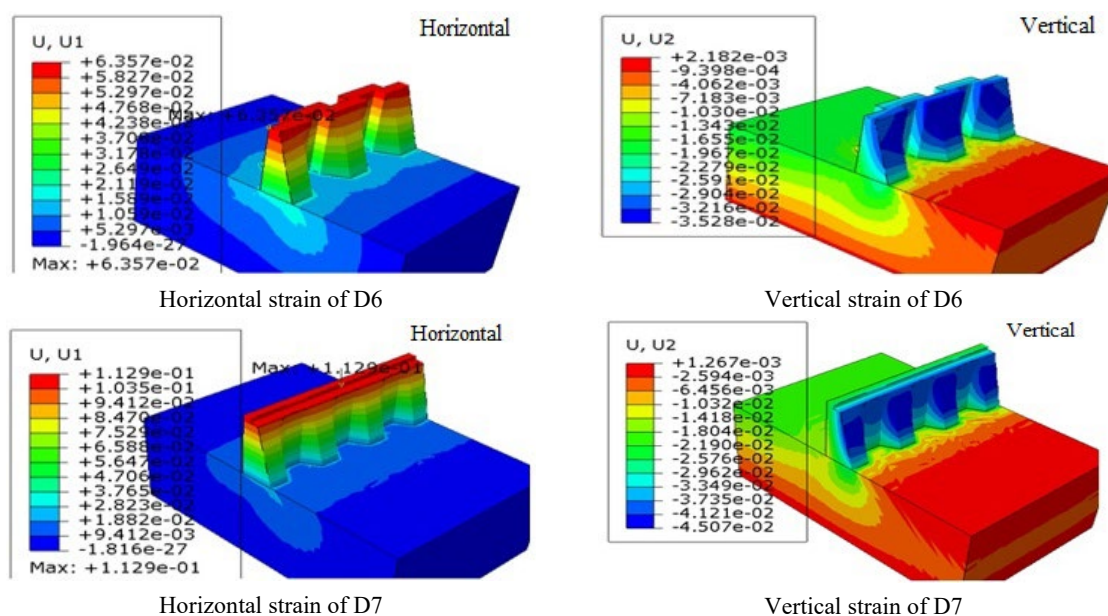 Horizontal
U, U1
+6.357e-02
+5.827e-02
+5.297e-02
+4.768e-02
+4.238e-02
+3.708e-02
+3.178e-02
+2.649e-02
+2.119e-02
+1.589e-02
+1.059e-02
+5.297e-03
-1.964e-27
Max: +6.357e-02
Max: +6.357e-02
Horizontal strain of D6
Vertical
U, U2
+2.182e-03
-9.398e-04
-4.062e-03
-7.183e-03
-1.030e-02
-1.343e-02
-1.655e-02
-1.967e-02
-2.279e-02
-2.591e-02
-2.904e-02
-3.216e-02
-3.528e-02
Vertical strain of D6
Horizontal
U, U1
+1.129e-01
+1.035e-01
+9.412e-02
+8.470e-02
+7.529e-02
+6.588e-02
+5.647e-02
+4.706e-02
+3.765e-02
+2.823e-02
+1.882e-02
+9.412e-03
-1.816e-27
Max: +1.129e-01
Max: +1.129e-01
Horizontal strain of D7
Vertical
U, U2
+1.267e-03
-2.594e-03
-6.456e-03
-1.032e-02
-1.418e-02
-1.804e-02
-2.190e-02
-2.576e-02
-2.962e-02
-3.349e-02
-3.735e-02
-4.121e-02
-4.507e-02
Vertical strain of D7